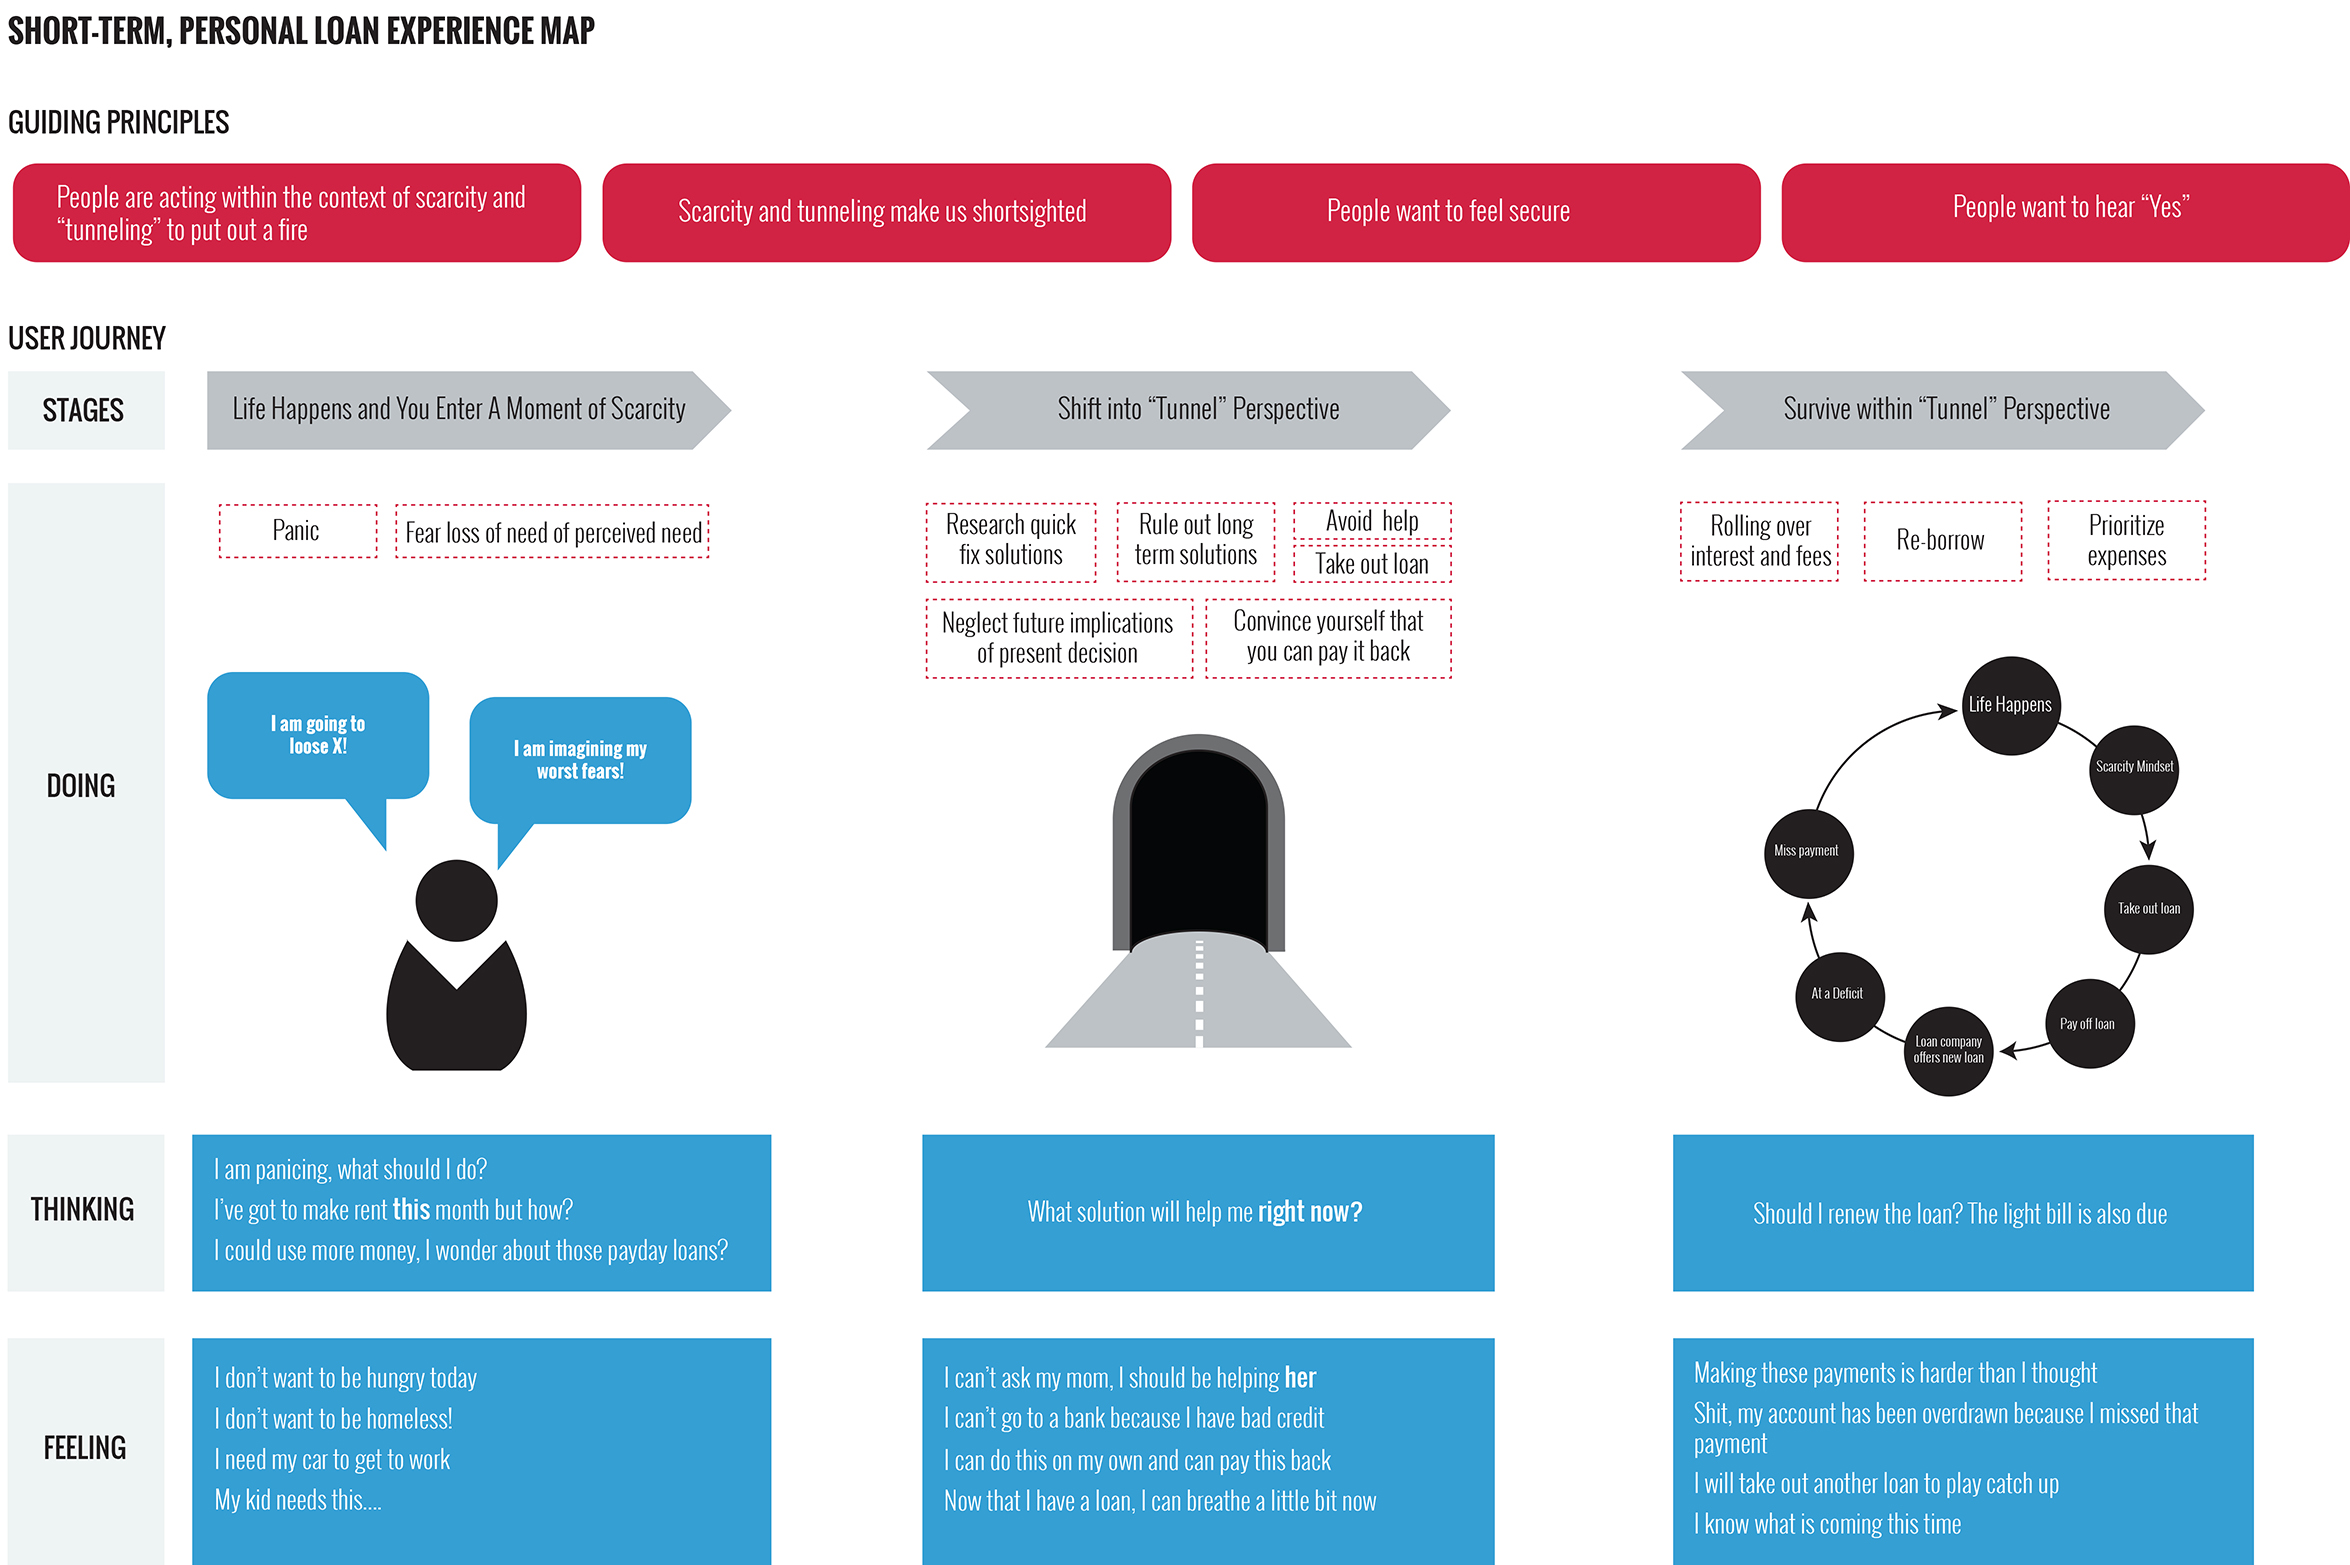 SHORT-TERM, PERSONAL LOAN EXPERIENCE MAP
GUIDING PRINCIPLES
People are acting within the context of scarcity and
“tunneling” to put out a fire
Scarcity and tunneling make us shortsighted
People want to feel secure
People want to hear “Yes”
USER JOURNEY
STAGES
Life Happens and You Enter A Moment of Scarcity
Shift into “Tunnel” Perspective
Survive within “Tunnel” Perspective
DOING
Panic
Fear loss of need of perceived need
I am going to
loose X!
I am imagining my
worst fears!
Research quick
fix solutions
Rule out long
term solutions
Avoid help
Take out loan
Neglect future implications
of present decision
Convince yourself that
you can pay it back
Rolling over
interest and fees
Re-borrow
Prioritize
expenses
Life Happens
Scarcity Mindset
Take out loan
Pay off loan
Loan company
offers new loan
At a Deficit
Miss payment
THINKING
I am panicing, what should I do?
I’ve got to make rent this month but how?
I could use more money, I wonder about those payday loans?
What solution will help me right now?
Should I renew the loan? The light bill is also due
FEELING
I don’t want to be hungry today
I don’t want to be homeless!
I need my car to get to work
My kid needs this....
I can’t ask my mom, I should be helping her
I can’t go to a bank because I have bad credit
I can do this on my own and can pay this back
Now that I have a loan, I can breathe a little bit now
Making these payments is harder than I thought
Shit, my account has been overdrawn because I missed that
payment
I will take out another loan to play catch up
I know what is coming this time